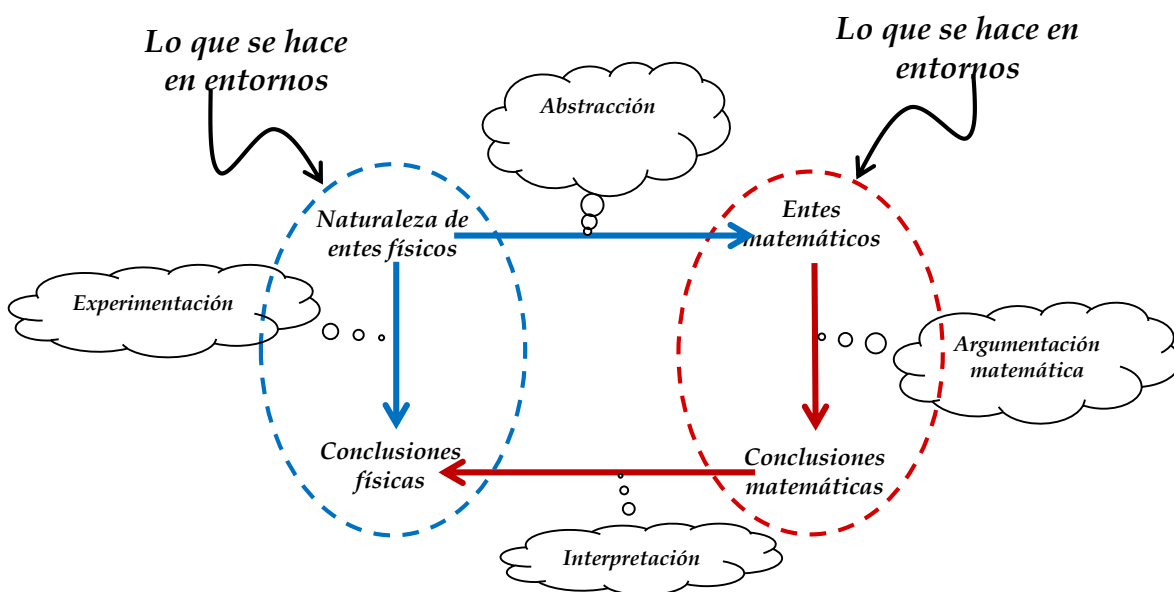 Lo que se hace
en entornos
Lo que se hace en
entornos
Abstracción
Naturaleza de
entes físicos
Entes
matemáticos
Experimentación
Argumentación
matemática
Conclusiones
físicas
Conclusiones
matemáticas
Interpretación